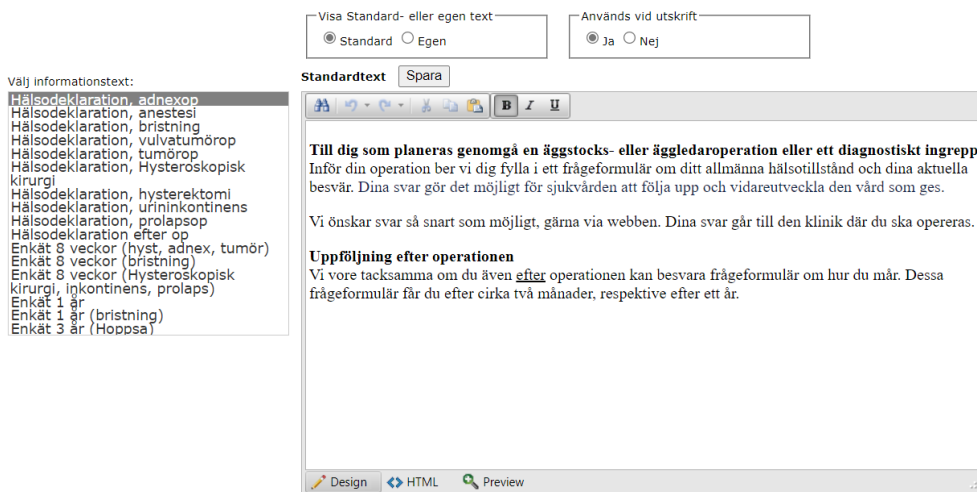 Visa Standard- eller egen text
Standard
Egen
Används vid utskrift
Ja
Nej
Välj informationstext:
Hälsodeklaration, adnexop
Hälsodeklaration, anestesi
Hälsodeklaration, bristning
Hälsodeklaration, vulvatumörop
Hälsodeklaration, tumörop
Hälsodeklaration, Hysteroskopisk
kirurgi
Hälsodeklaration, hysterektomi
Hälsodeklaration, urininkontinens
Hälsodeklaration, prolapsop
Hälsodeklaration efter op
Enkät 8 veckor (hyst, adnex, tumör)
Enkät 8 veckor (bristning)
Enkät 8 veckor (Hysteroskopisk
kirurgi, inkontinens, prolaps)
Enkät 1 år
Enkät 1 år (bristning)
Enkät 3 år (Hoppsa)
Standardtext
Spara
B I U
Till dig som planeras genomgå en äggstocks- eller äggledaroperation eller ett diagnostiskt ingrepp
Inför din operation ber vi dig fylla i ett frågeformulär om ditt allmänna hälsotillstånd och dina aktuella
besvär. Dina svar gör det möjligt för sjukvården att följa upp och vidareutveckla den vård som ges.
Vi önskar svar så snart som möjligt, gärna via webben. Dina svar går till den klinik där du ska opereras.
Uppföljning efter operationen
Vi vore tacksamma om du även efter operationen kan besvara frågeformulär om hur du mår. Dessa
frågeformulär får du efter cirka två månader, respektive efter ett år.
Design
HTML
Preview